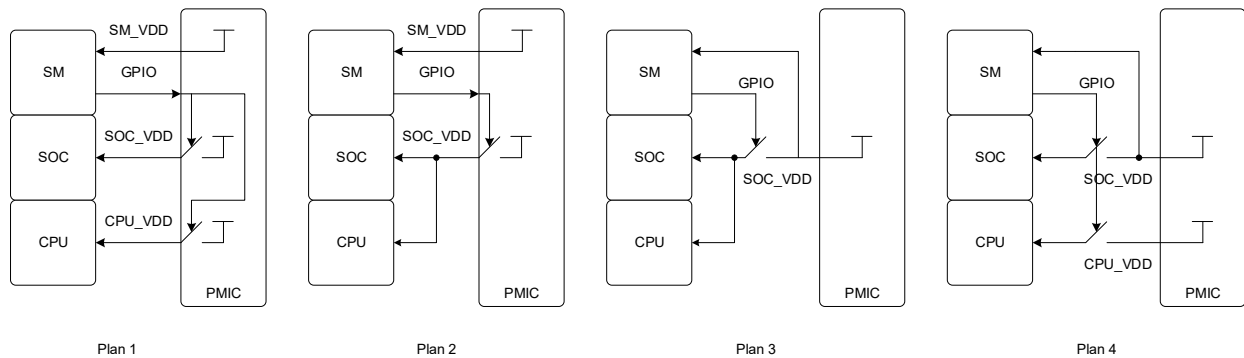 SM_VDD
SM
GPIO
SOC_VDD
SOC
CPU_VDD
CPU
PMIC
Plan 1
SM_VDD
SM
GPIO
SOC_VDD
SOC
CPU
PMIC
Plan 2
SM
GPIO
SOC
SOC_VDD
CPU
PMIC
Plan 3
SM
GPIO
SOC
SOC_VDD
CPU
CPU_VDD
PMIC
Plan 4